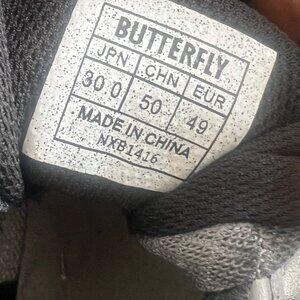 BUTTERFLY
JPN CHN EUR
30 0 50 49
MADE IN CHINA
NXB1416